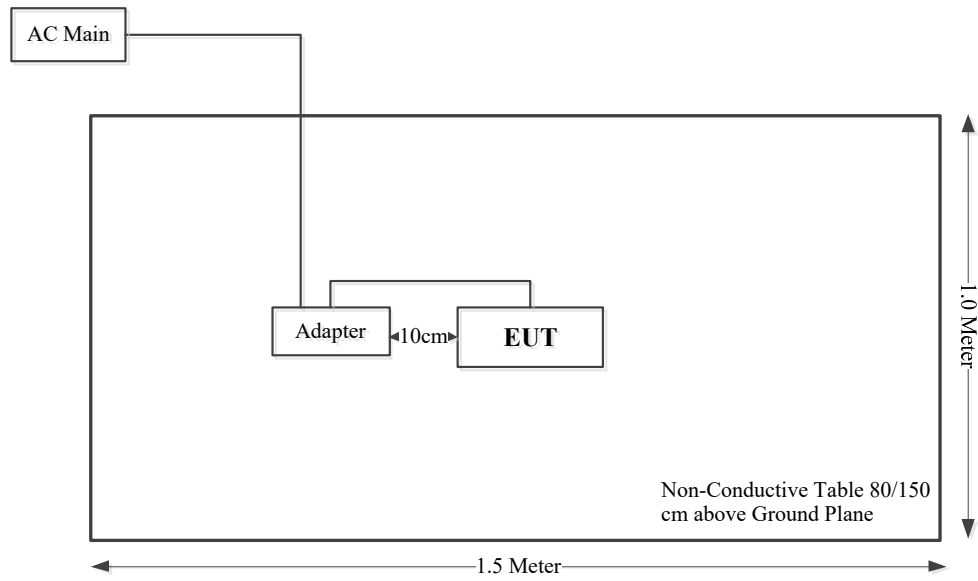 AC Main
Adapter
10cm
EUT
1.0 Meter
Non-Conductive Table 80/150
cm above Ground Plane
1.5 Meter